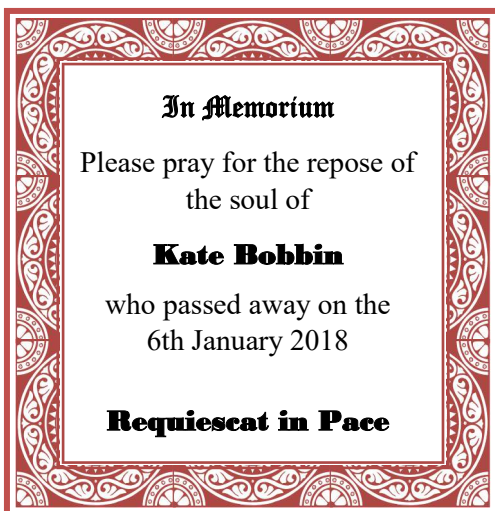 In Memorium
Please pray for the repose of
the soul of
Kate Bobbin
who passed away on the
6th January 2018
Requiescat in Pace